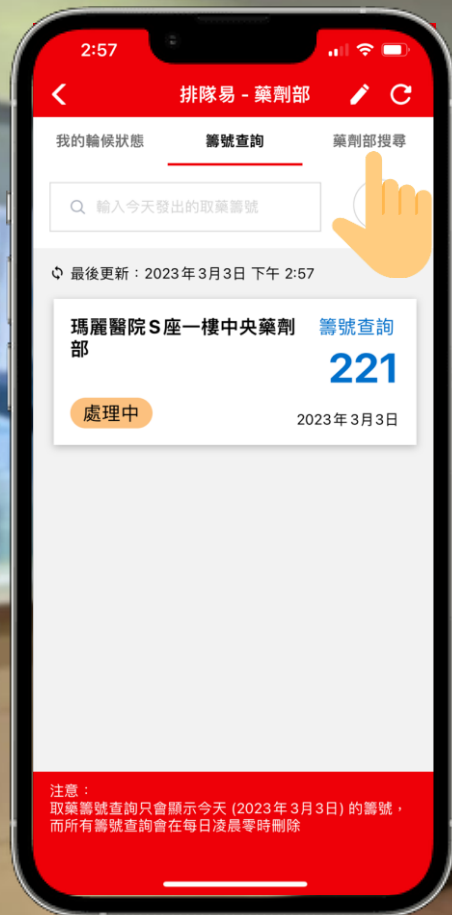 2:57
排隊易 - 藥劑部
我的輪候狀態
籌號查詢
藥劑部搜尋
輸入今天發出的取藥籌號
最後更新：2023年3月3日 下午 2:57
瑪麗醫院S座一樓中央藥劑
部
籌號查詢
221
處理中
2023年3月3日
注意：
取藥籌號查詢只會顯示今天 (2023年3月3日) 的籌號，
而所有籌號查詢會在每日凌晨零時刪除